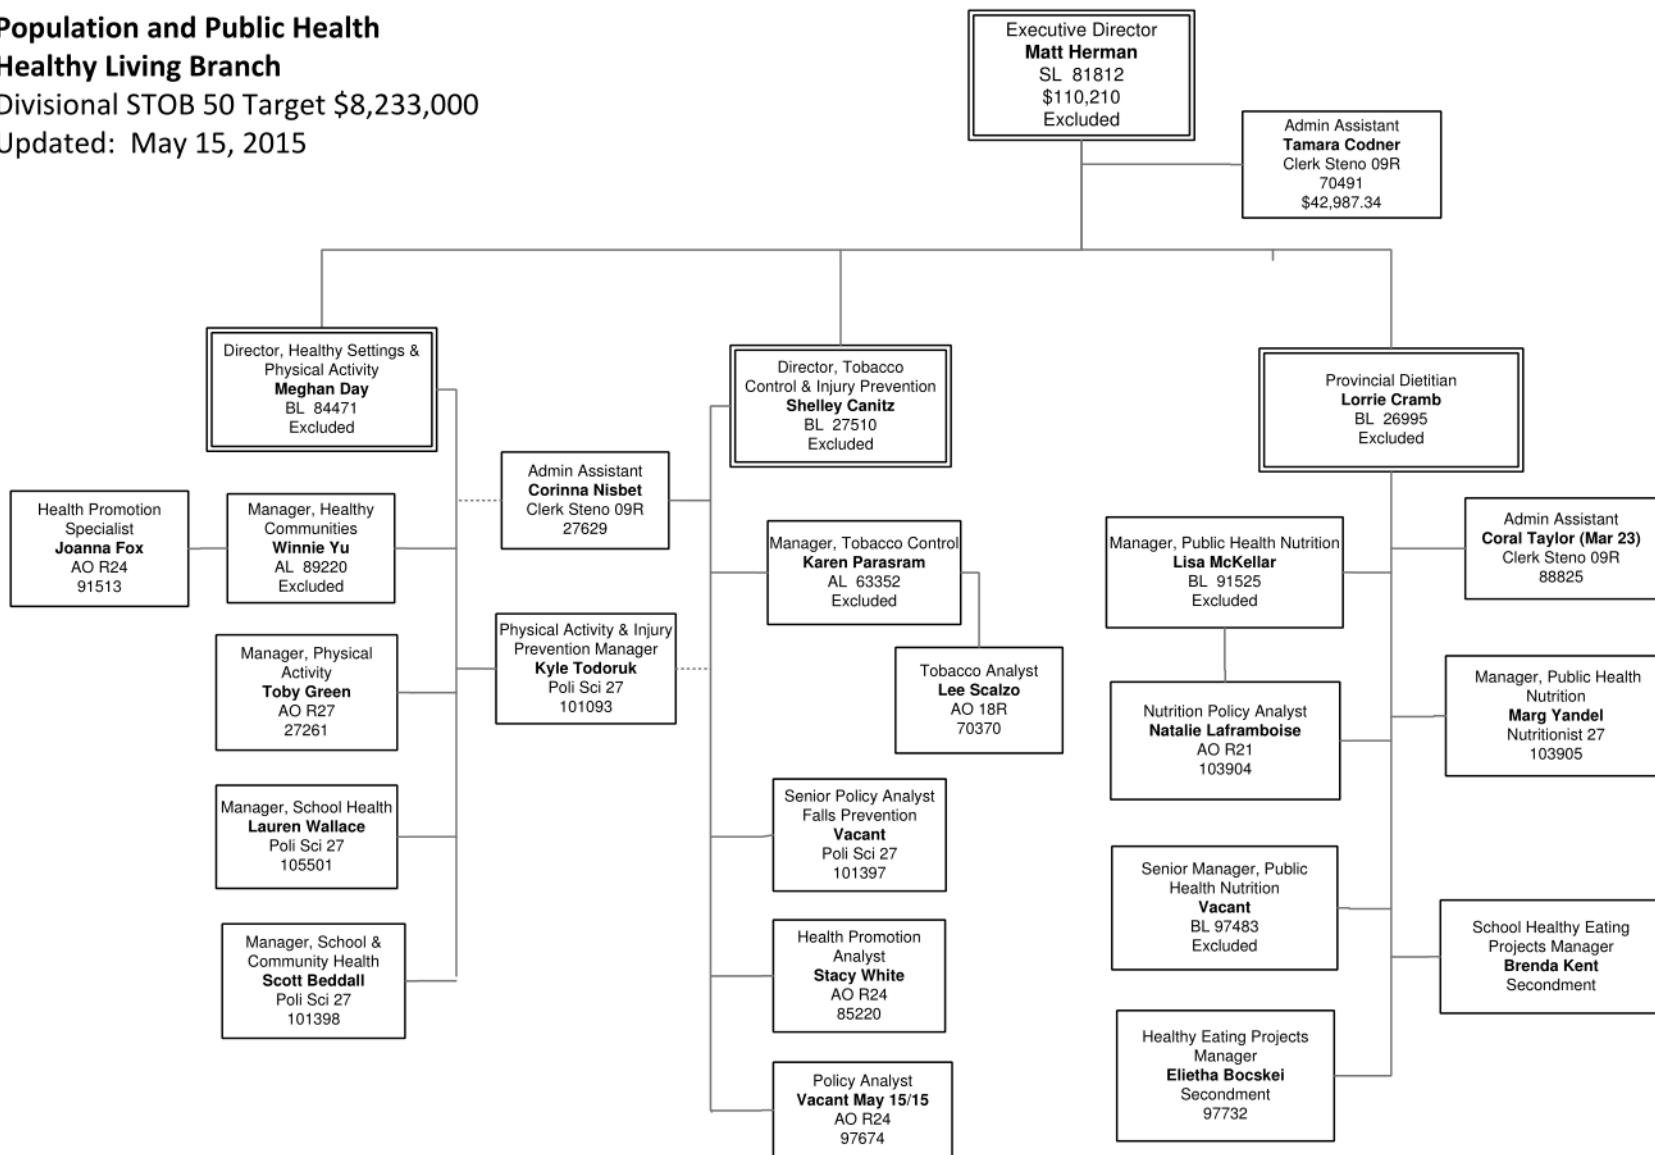 Population and Public Health
Healthy Living Branch
Divisional STOB 50 Target $8,233,000
Updated: May 15, 2015
Executive Director
Matt Herman
SL 81812
$110,210
Excluded
Admin Assistant
Tamara Codner
Clerk Steno 09R
70491
$42,987.34
Director, Healthy Settings &
Physical Activity
Meghan Day
BL 84471
Excluded
Director, Tobacco
Control & Injury Prevention
Shelley Canitz
BL 27510
Excluded
Provincial Dietitian
Lorrie Cramb
BL 26995
Excluded
Health Promotion
Specialist
Joanna Fox
AO R24
91513
Manager, Healthy
Communities
Winnie Yu
AL 89220
Excluded
Admin Assistant
Corinna Nisbet
Clerk Steno 09R
27629
Manager, Tobacco Control
Karen Parasram
AL 63352
Excluded
Manager, Public Health Nutrition
Lisa McKellar
BL 91525
Excluded
Admin Assistant
Coral Taylor (Mar 23)
Clerk Steno 09R
88825
Manager, Physical
Activity
Toby Green
AO R27
27261
Physical Activity & Injury
Prevention Manager
Kyle Todoruk
Poli Sci 27
101093
Tobacco Analyst
Lee Scalzo
AO 18R
70370
Nutrition Policy Analyst
Natalie Laframboise
AO R21
103904
Manager, Public Health
Nutrition
Marg Yandel
Nutritionist 27
103905
Manager, School Health
Lauren Wallace
Poli Sci 27
105501
Senior Policy Analyst
Falls Prevention
Vacant
Poli Sci 27
101397
Senior Manager, Public
Health Nutrition
Vacant
BL 97483
Excluded
School Healthy Eating
Projects Manager
Brenda Kent
Secondment
Manager, School &
Community Health
Scott Beddall
Poli Sci 27
101398
Health Promotion
Analyst
Stacy White
AO R24
85220
Healthy Eating Projects
Manager
Elietha Bocskei
Secondment
97732
Policy Analyst
Vacant May 15/15
AO R24
97674